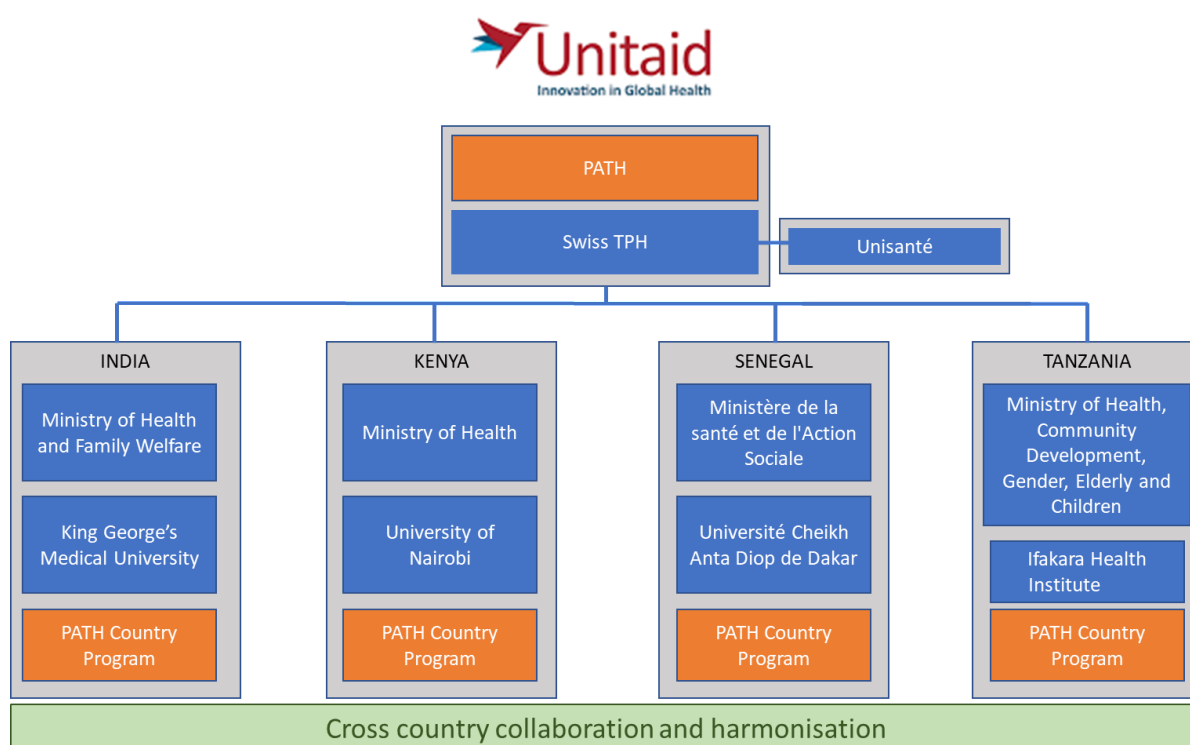 Unitaid
Innovation in Global Health
PATH
Swiss TPH
Unisanté
INDIA
Ministry of Health
and Family Welfare
King George’s
Medical University
PATH Country
Program
KENYA
Ministry of Health
University of
Nairobi
PATH Country
Program
SENEGAL
Ministère de la
santé et de l'Action
Sociale
Université Cheikh
Anta Diop de Dakar
PATH Country
Program
TANZANIA
Ministry of Health,
Community
Development,
Gender, Elderly and
Children
Ifakara Health
Institute
PATH Country
Program
Cross country collaboration and harmonisation